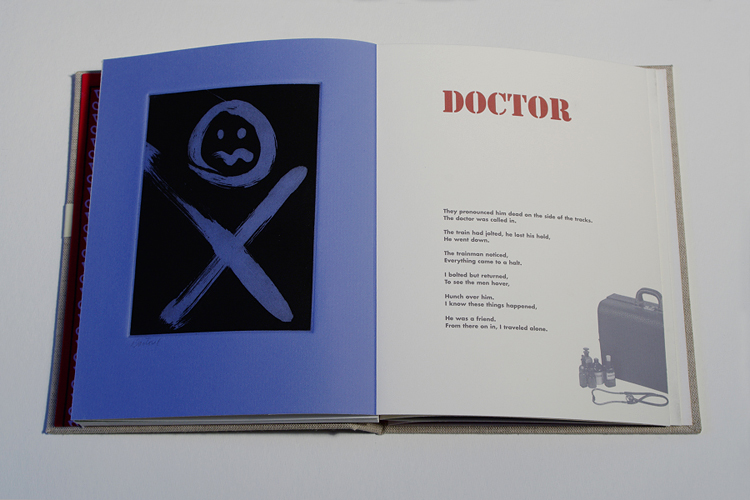 DOCTOR
They pronounced him dead on the side of the tracks.
The doctor was called in.
The train had jolted, he lost his hold,
He went down.
The trainman noticed,
Everything came to a halt.
I bolted but returned,
To see the men hover,
Hunch over him.
I know these things happened,
He was a friend.
From there on in, I traveled alone.